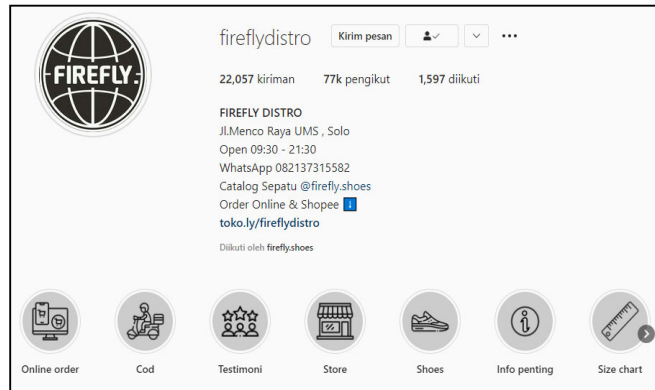 FIREFLY
fireflydistro Kirim pesan
22,057 kiriman 77k pengikut 1,597 diikuti
FIREFLY DISTRO
Jl.Menco Raya UMS , Solo
Open 09:30 - 21:30
WhatsApp 082137315582
Catalog Sepatu @firefly.shoes
Order Online & Shopee ⬇️
toko.ly/fireflydistro
Diikuti oleh firefly.shoes
Online order Cod Testimoni Store Shoes Info penting Size chart